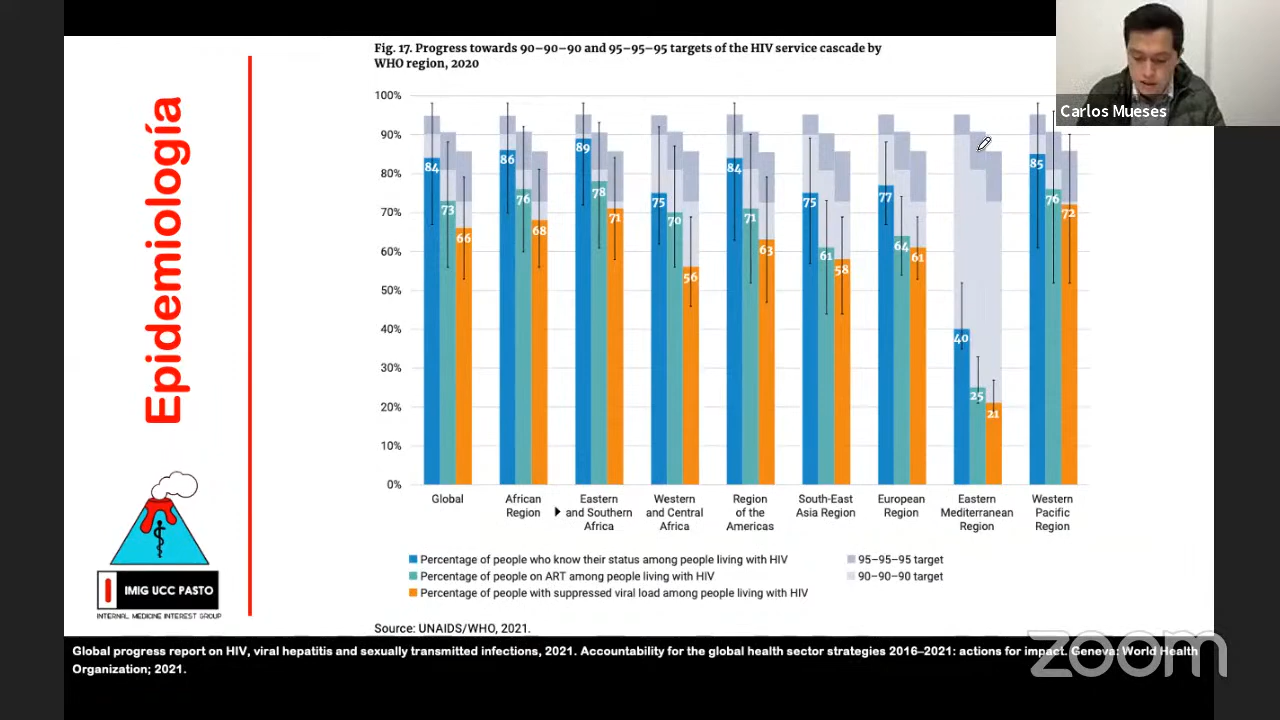 Fig. 17. Progress towards 90–90–90 and 95–95–95 targets of the HIV service cascade by
WHO region, 2020
Carlos Mueses
Epidemiología
100%
90%
80%
70%
60%
50%
40%
30%
20%
10%
0%
84
73
66
86
76
68
89
78
71
75
70
56
84
71
63
75
61
58
77
64
61
40
25
21
85
76
72
Global
African
Region
Eastern
and Southern
Africa
Western
and Central
Africa
Region
of the
Americas
South-East
Asia Region
European
Region
Eastern
Mediterranean
Region
Western
Pacific
Region
Percentage of people who know their status among people living with HIV
Percentage of people on ART among people living with HIV
Percentage of people with suppressed viral load among people living with HIV
95–95–95 target
90–90–90 target
IMIG UCC PASTO
INTERNAL MEDICINE INTEREST GROUP
Source: UNAIDS/WHO, 2021.
zoom
Global progress report on HIV, viral hepatitis and sexually transmitted infections, 2021. Accountability for the global health sector strategies 2016–2021: actions for impact. Geneva: World Health
Organization; 2021.